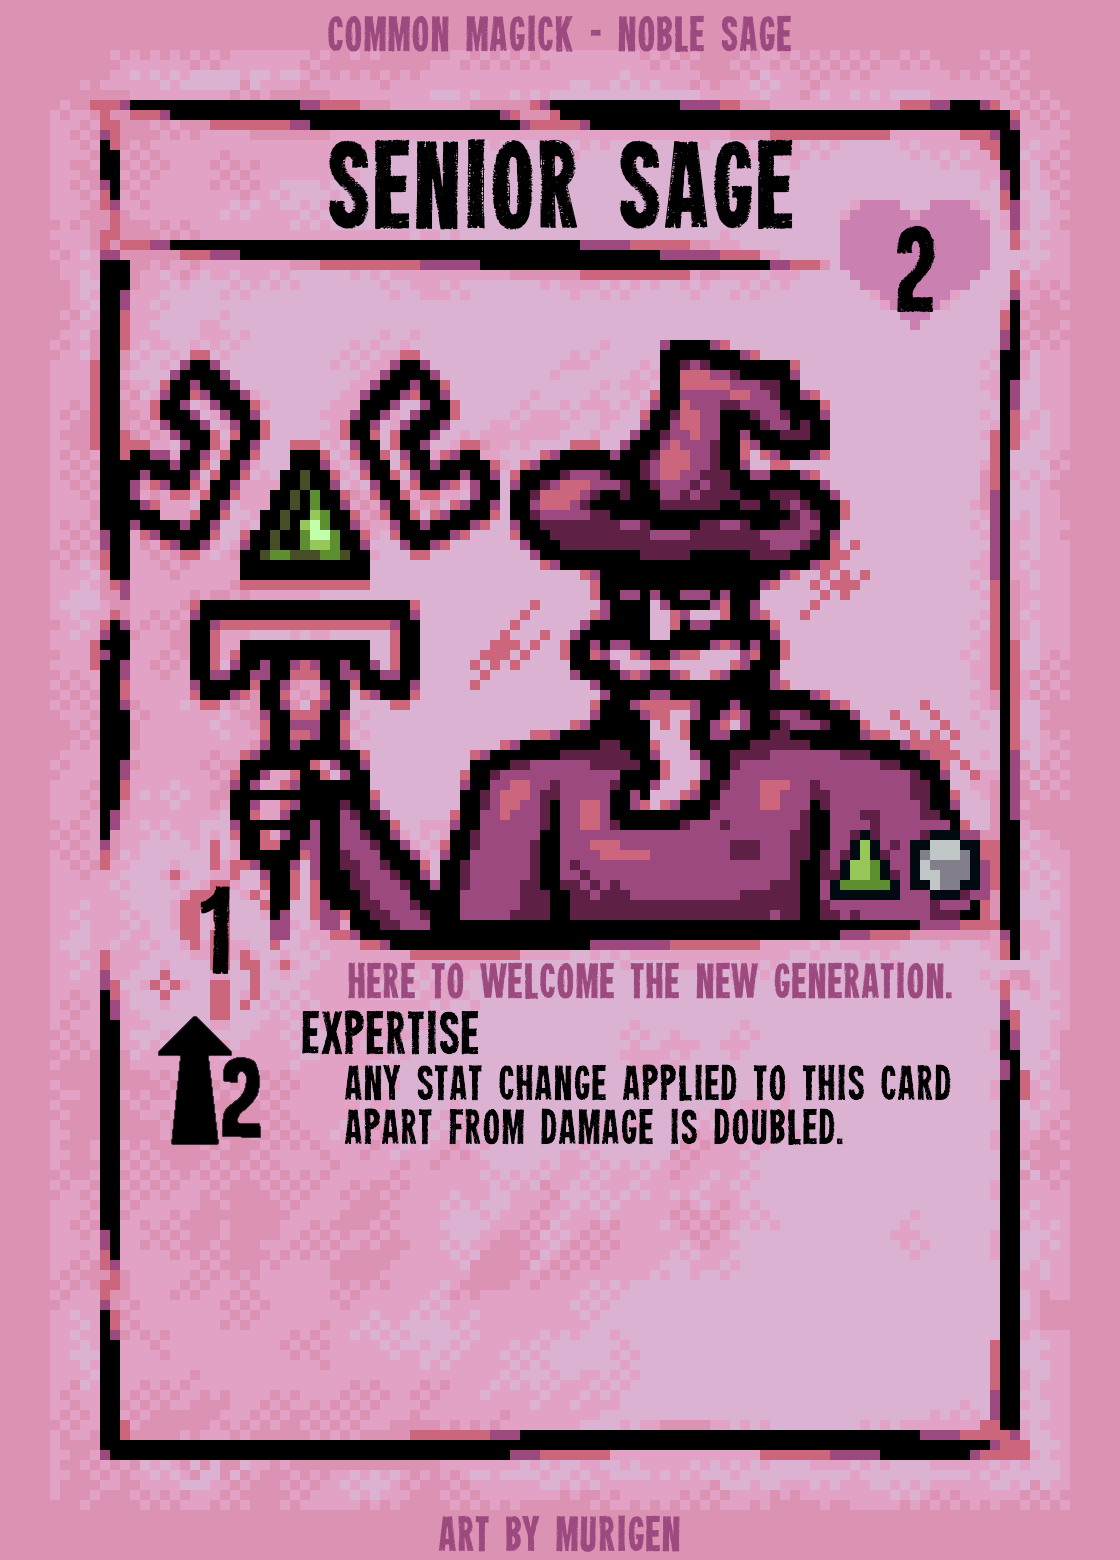 COMMON MAGICK - NOBLE SAGE
SENIOR SAGE
2
1
HERE TO WELCOME THE NEW GENERATION.
2
EXPERTISE
ANY STAT CHANGE APPLIED TO THIS CARD
APART FROM DAMAGE IS DOUBLED.
ART BY MURIGEN